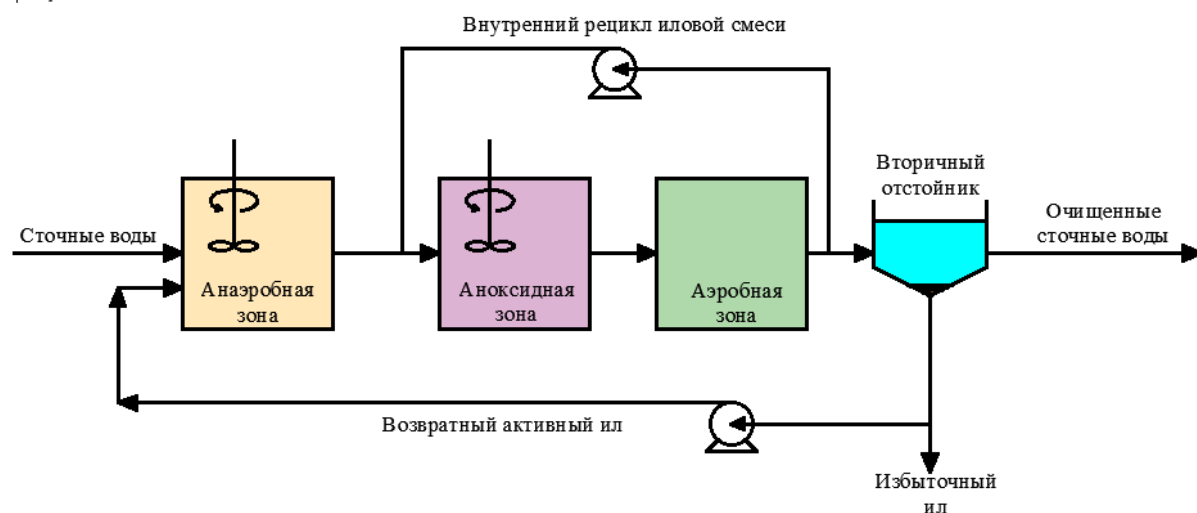 Внутренний рецикл иловой смеси
Вторичный
отстойник
Очищенные
сточные воды
Сточные воды
Анаэробная
зона
Аноксидная
зона
Аэробная
зона
Возвратный активный ил
Избыточный
ил